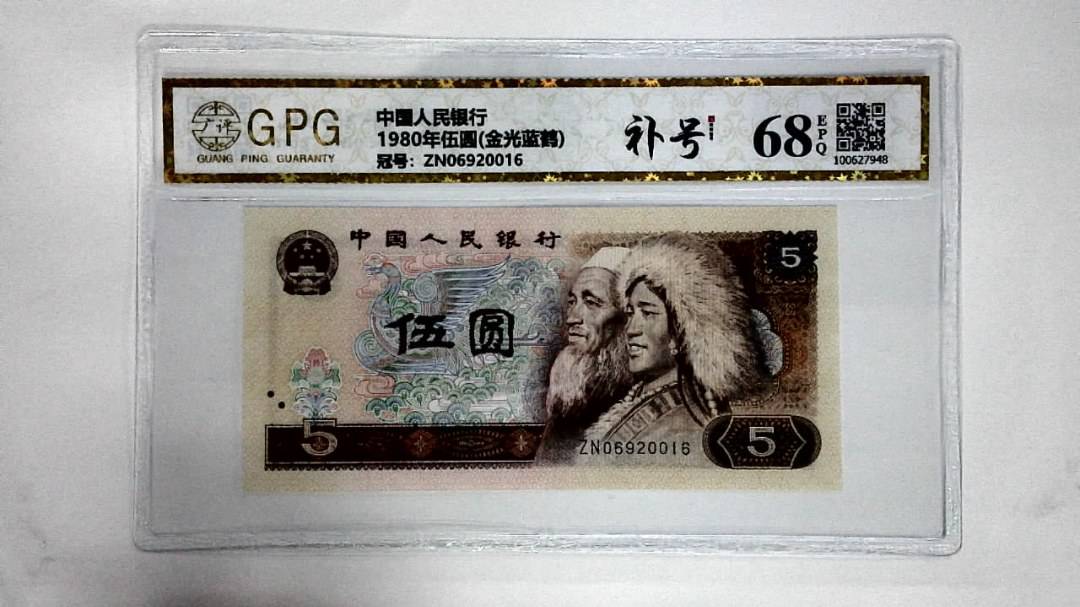 GPG
GUANG PING GUARANTY
中国人民银行
1980年伍圆(金光蓝鹤)
冠号：ZN06920016
补号
68
EPQ
100627948
中国人民银行
5
伍圆
5
ZN06920016
5